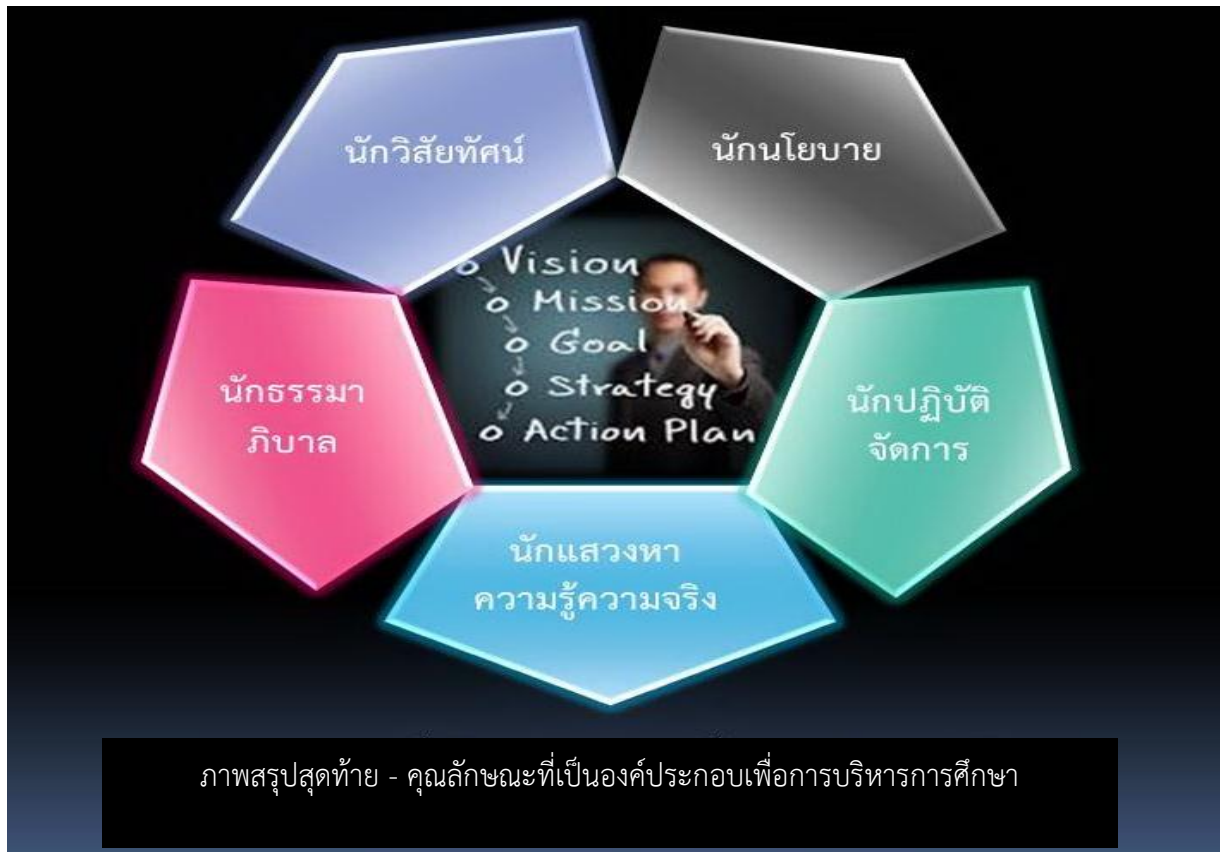 นักวิสัยทัศน์
นักนโยบาย
Vision
Mission
Goal
Strategy
Action Plan
นักธรรมา
ภิบาล
นักปฏิบัติ
จัดการ
นักแสวงหา
ความรู้ความจริง
ภาพสรุปสุดท้าย - คุณลักษณะที่เป็นองค์ประกอบเพื่อการบริหารการศึกษา